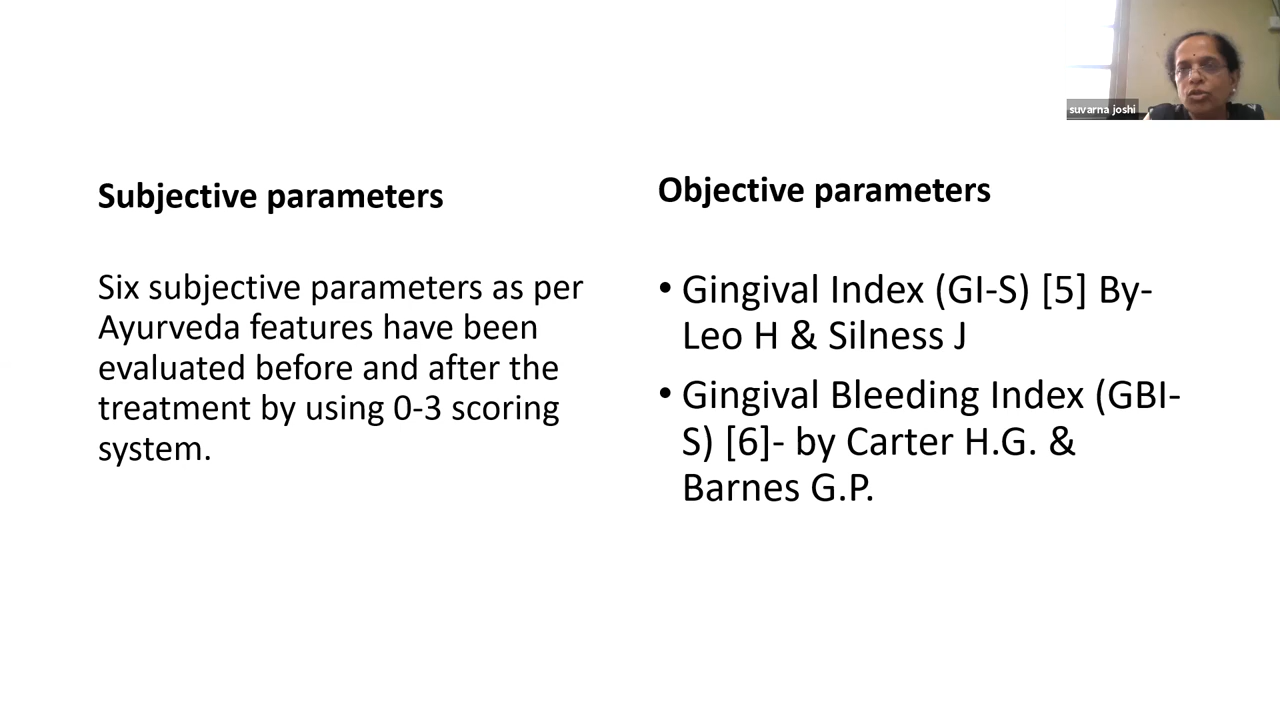 suvarna joshi
Subjective parameters
Six subjective parameters as per
Ayurveda features have been
evaluated before and after the
treatment by using 0-3 scoring
system.
Objective parameters
• Gingival Index (GI-S) [5] By-
Leo H & Silness J
• Gingival Bleeding Index (GBI-
S) [6]- by Carter H.G. &
Barnes G.P.